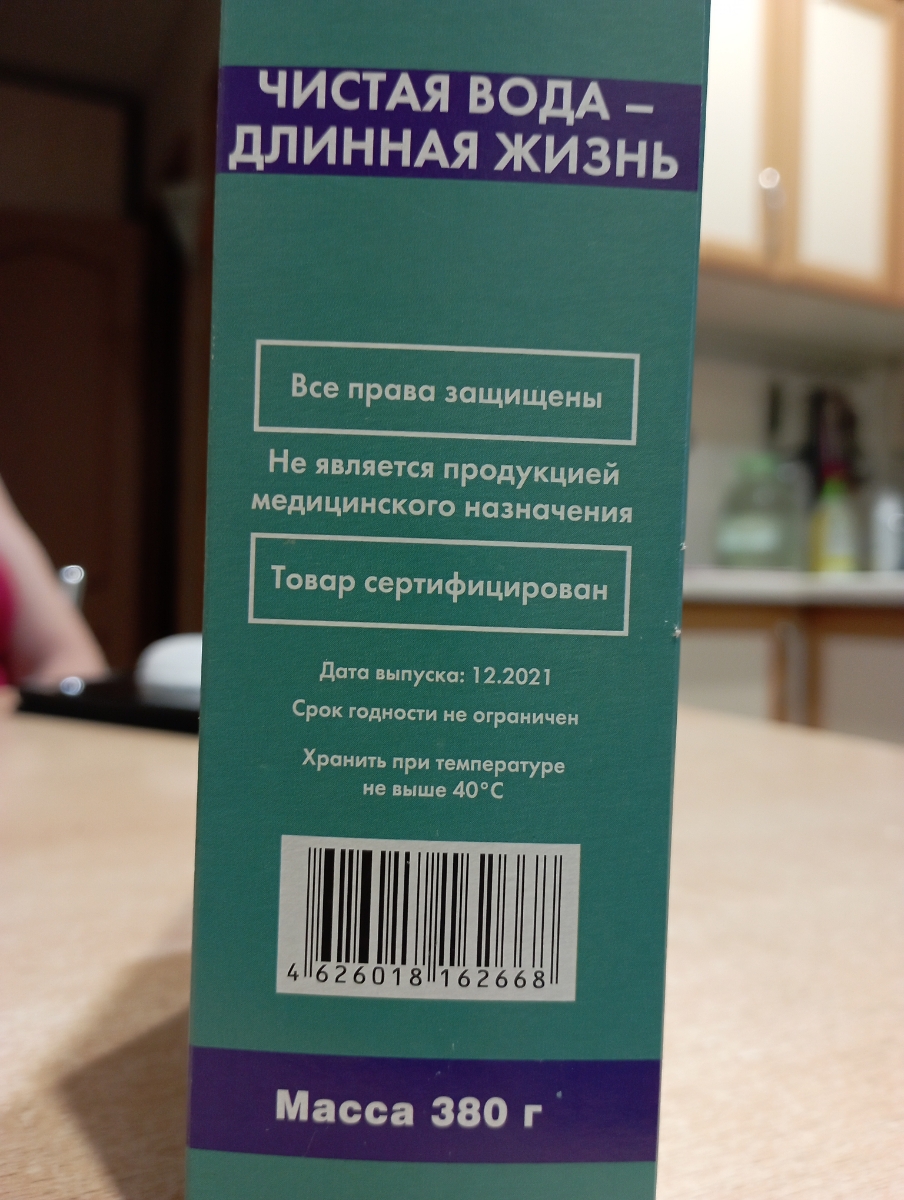 ЧИСТАЯ ВОДА –
ДЛИННАЯ ЖИЗНЬ
Все права защищены
Не является продукцией
медицинского назначения
Товар сертифицирован
Дата выпуска: 12.2021
Срок годности не ограничен
Хранить при температуре
не выше 40°С
4 626018 162668
Масса 380 г